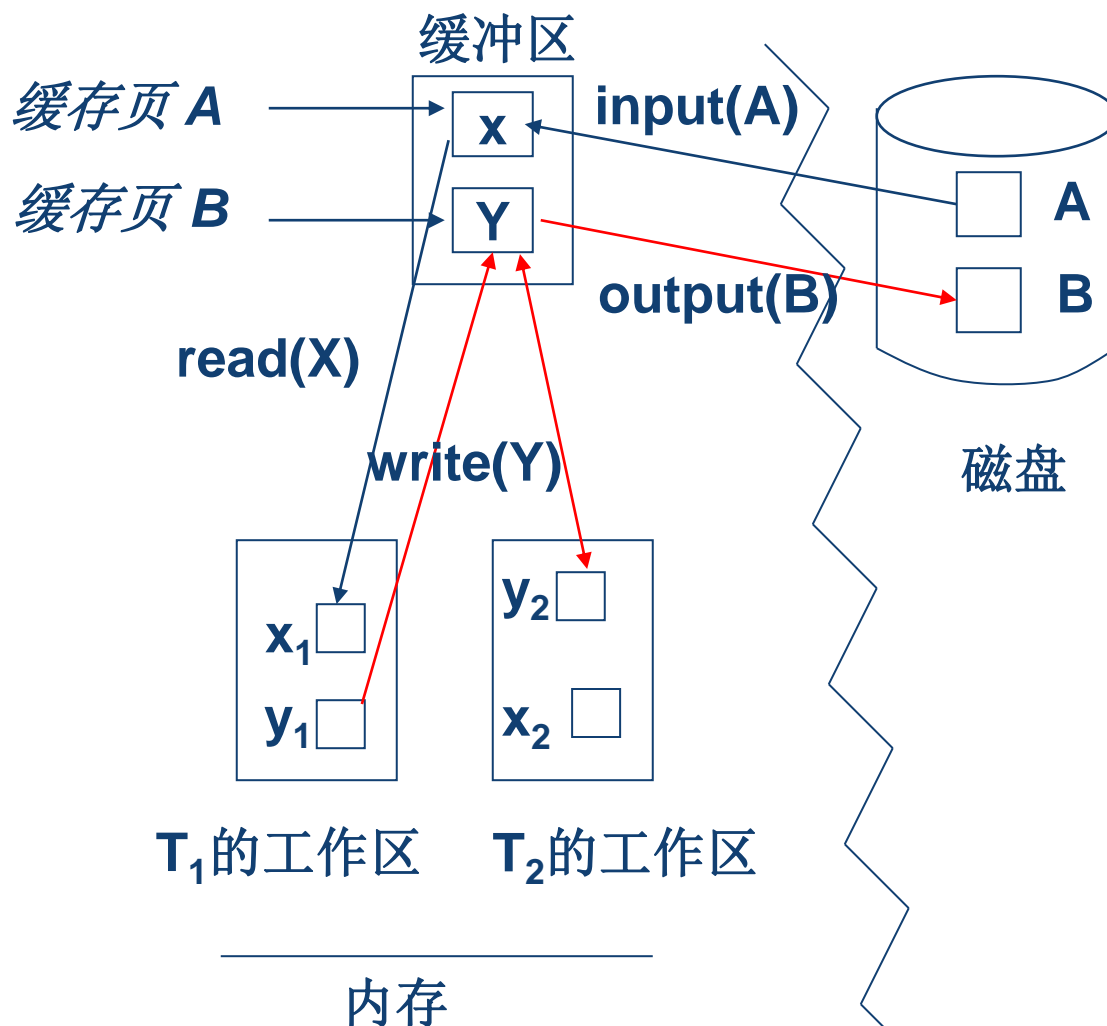 缓冲区
缓存页 A
x
input(A)
缓存页 B
Y
A
output(B)
B
read(X)
write(Y)
磁盘
x₁
y₁
y₂
x₂
T₁的工作区
T₂的工作区
内存